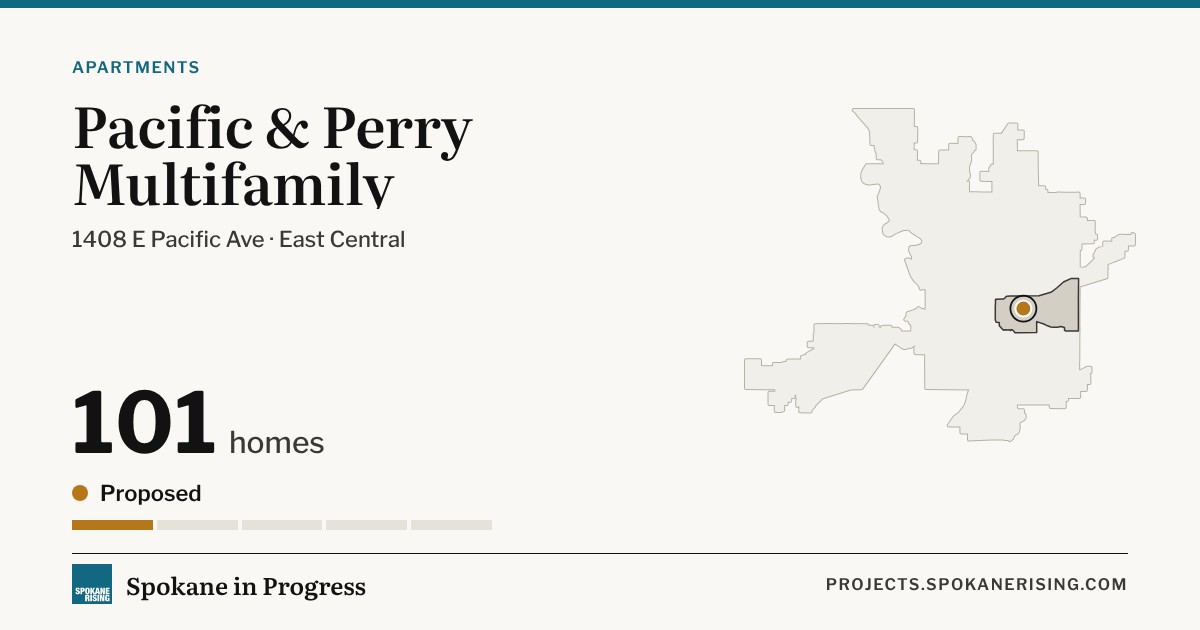 APARTMENTS
Pacific & Perry
Multifamily
1408 E Pacific Ave · East Central
101 homes
Proposed
SPOKANE
RISING
Spokane in Progress
PROJECTS.SPOKANERISING.COM